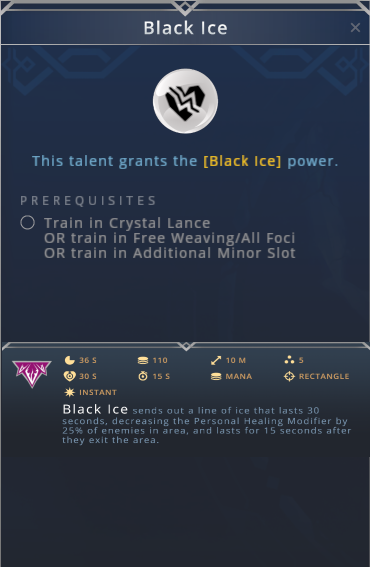 Black Ice
This talent grants the [Black Ice] power.
PREREQUISITES
Train in Crystal Lance
OR train in Free Weaving/All Foci
OR train in Additional Minor Slot
36 S 110 10 M 5
30 S 15 S MANA RECTANGLE
INSTANT
Black Ice sends out a line of ice that lasts 30
seconds, decreasing the Personal Healing Modifier by
25% of enemies in area, and lasts for 15 seconds after
they exit the area.